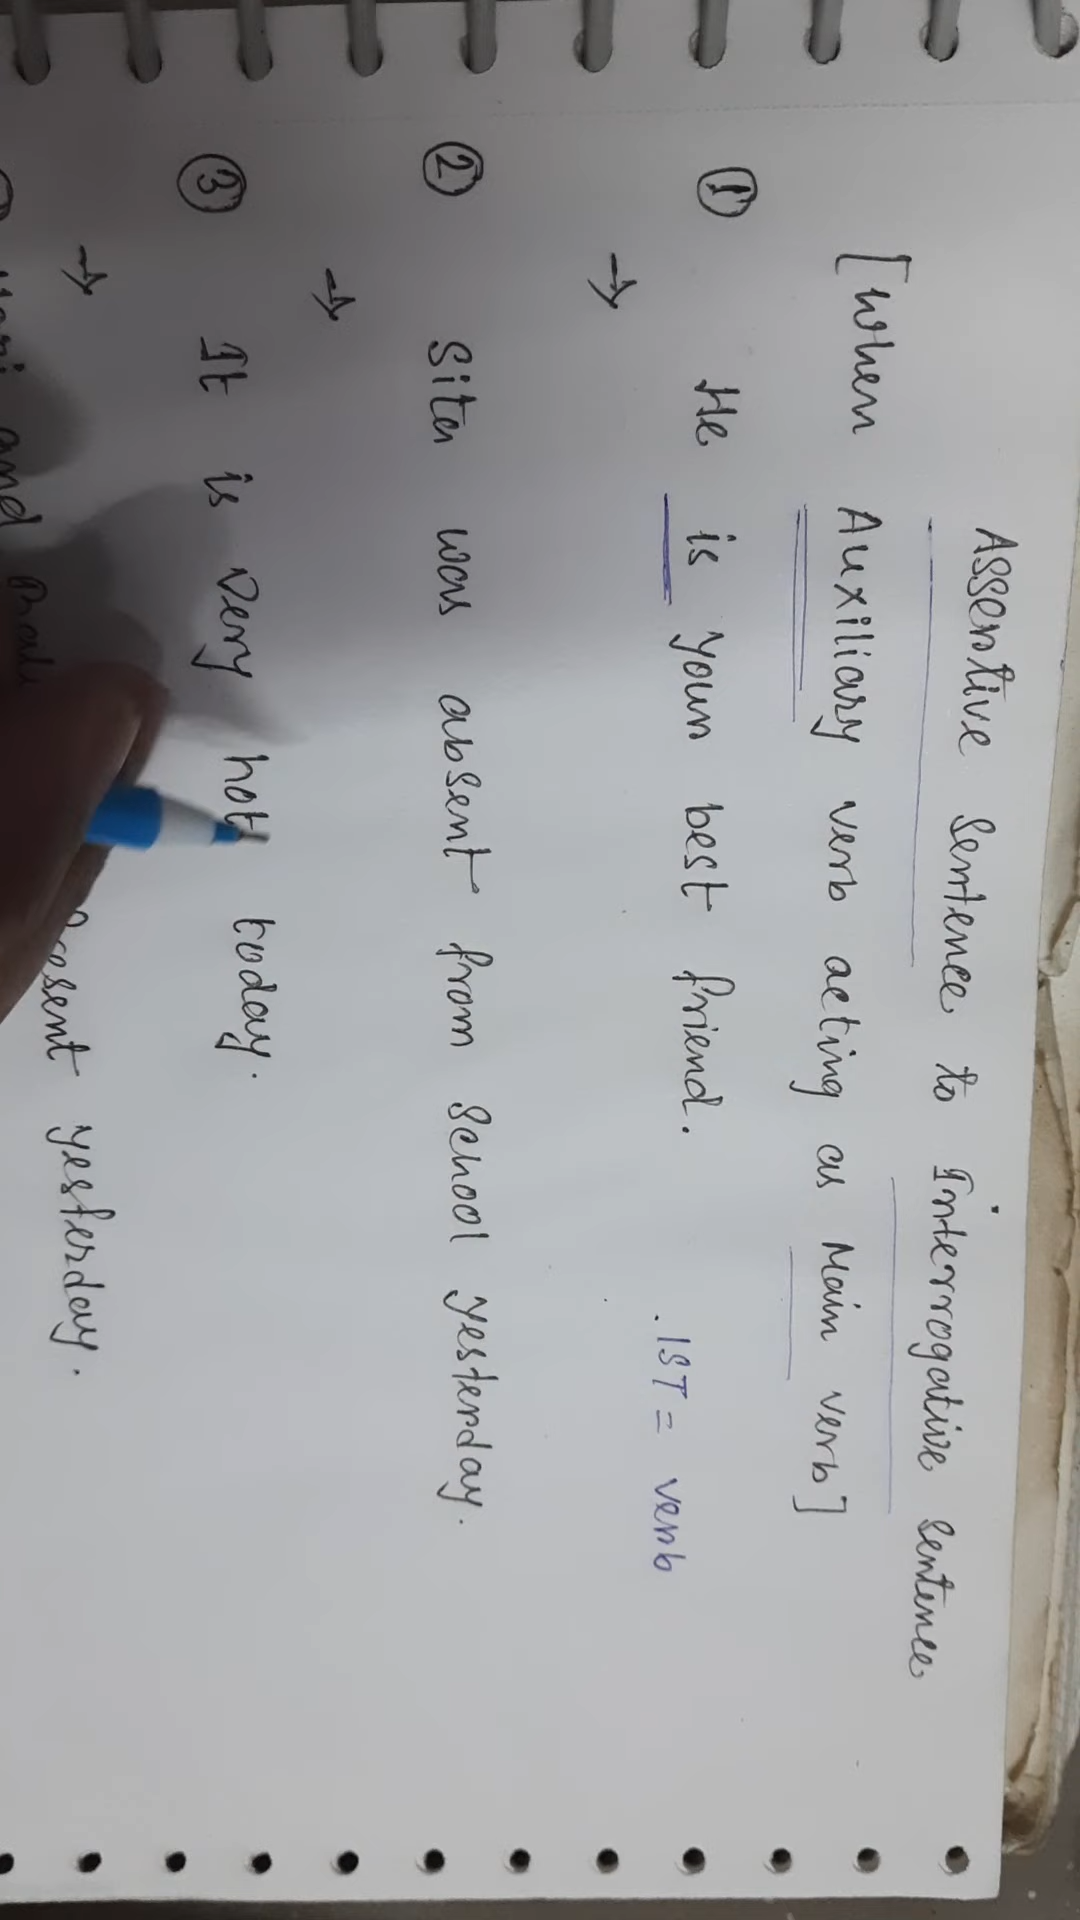 Assertive Sentence to Interrogative Sentence
[When Auxiliary verb acting as Main verb]
① He is your best friend.
→ . 1ST = verb
② Sita was absent from School yesterday.
→
③ It is very hot today.
→
and present yesterday.